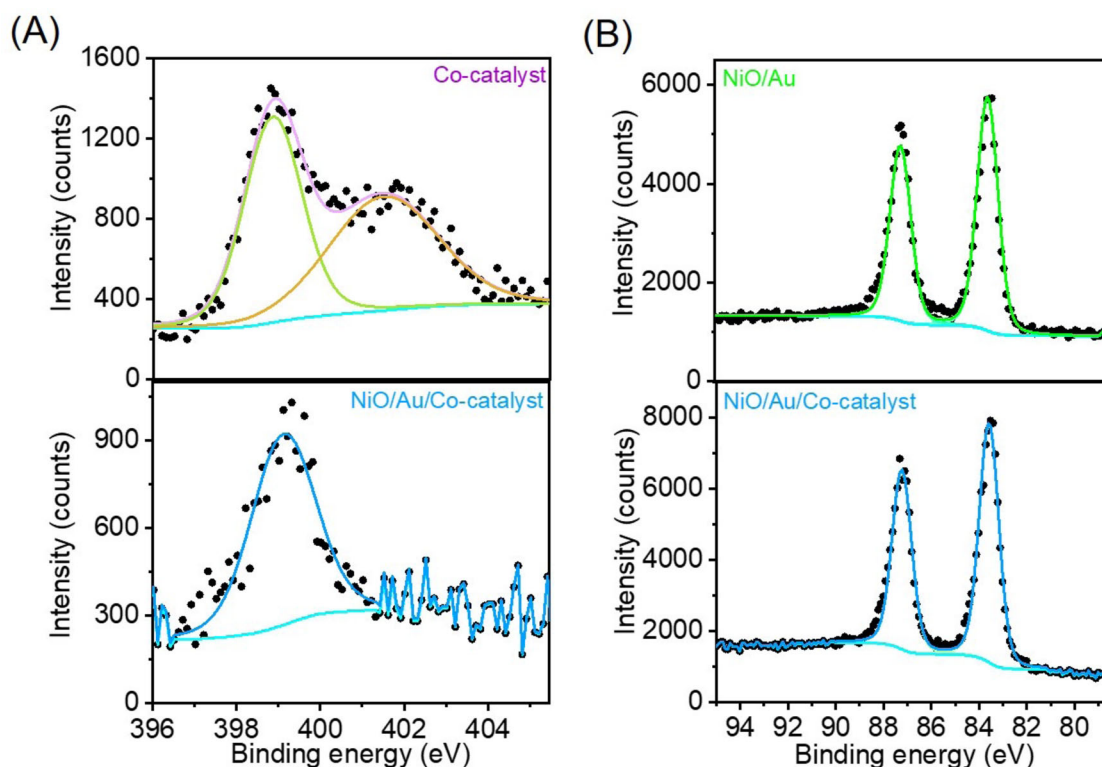 (A)
Co-catalyst
Intensity (counts)
1600
1200
800
400
0
NiO/Au/Co-catalyst
Intensity (counts)
900
600
300
0
396 398 400 402 404
Binding energy (eV)
(B)
NiO/Au
Intensity (counts)
6000
4000
2000
0
NiO/Au/Co-catalyst
Intensity (counts)
8000
6000
4000
2000
0
94 92 90 88 86 84 82 80
Binding energy (eV)